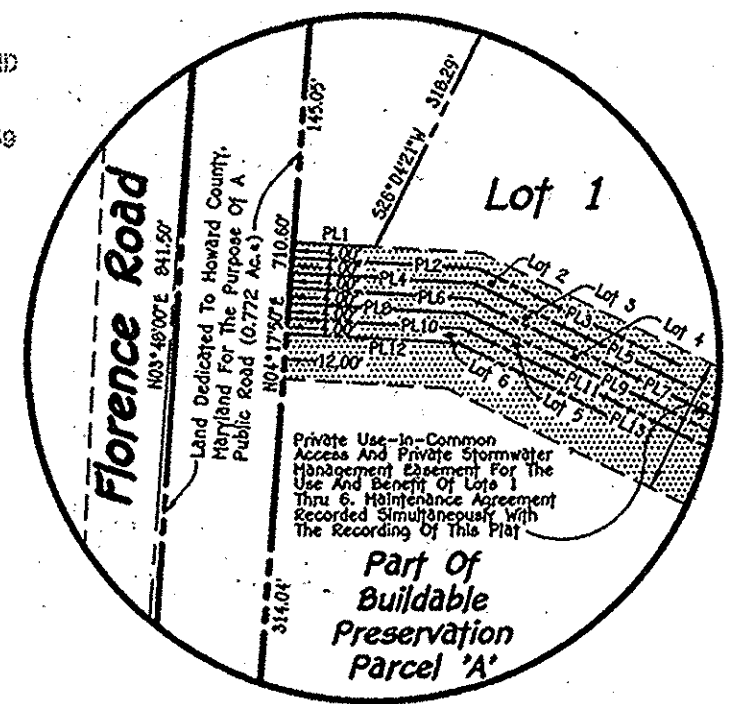 Florence Road
N03°48'00"E 841.50'
Land Dedicated To Howard County,
Maryland For The Purpose Of A
Public Road (0.772 Ac.±)
N04°17'50"E 710.60'
145.05'
314.04'
S26°04'21"W 318.29'
Lot 1
PL1
PL2
PL4
PL6
PL8
PL10
PL12
12.00'
PL3
PL5
PL7
PL9
PL11
PL13
Lot 2
Lot 3
Lot 4
Lot 5
Lot 6
Private Use-In-Common
Access And Private Stormwater
Management Easement For The
Use And Benefit Of Lots 1
Thru 6. Maintenance Agreement
Recorded Simultaneously With
The Recording Of This Plat
Part Of
Buildable
Preservation
Parcel 'A'